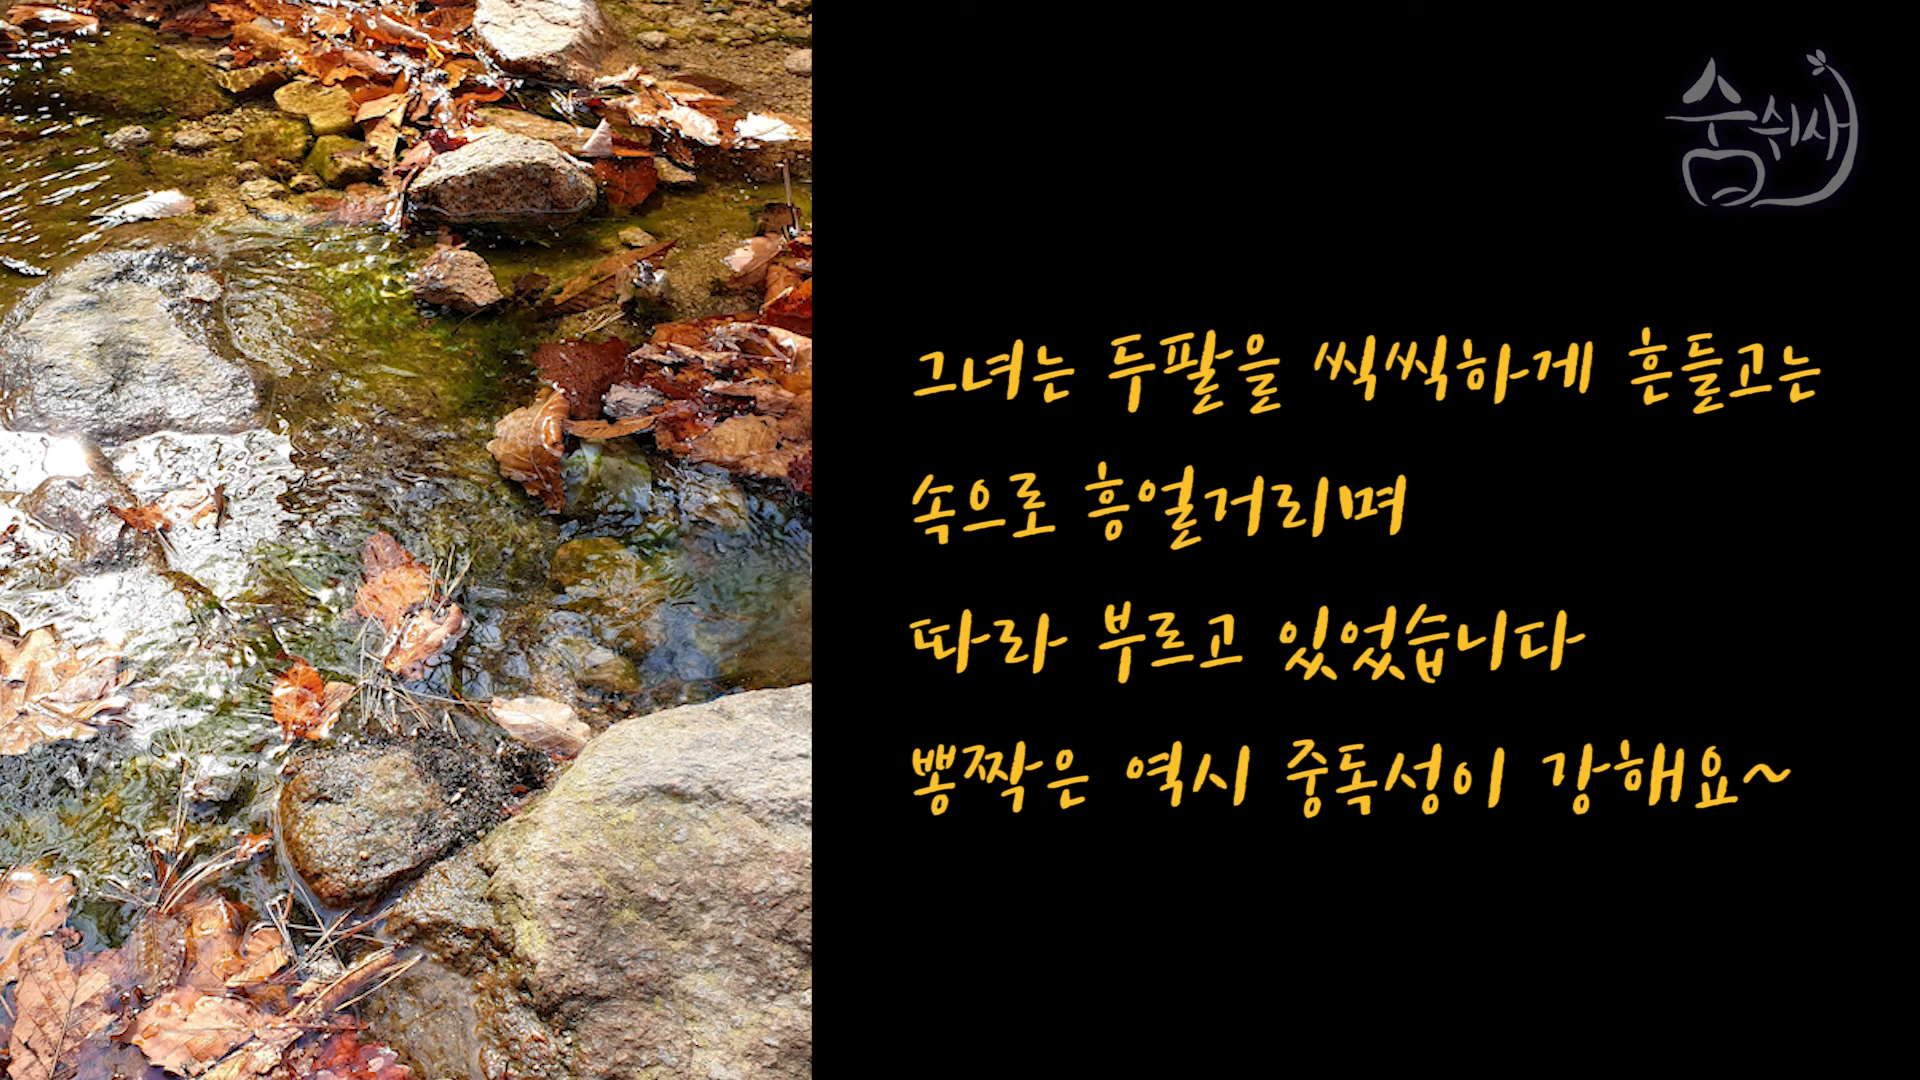 숨쉬새
그녀는 두팔을 씩씩하게 흔들고는
속으로 흥얼거리며
따라 부르고 있었습니다
뽕짝은 역시 중독성이 강해요~